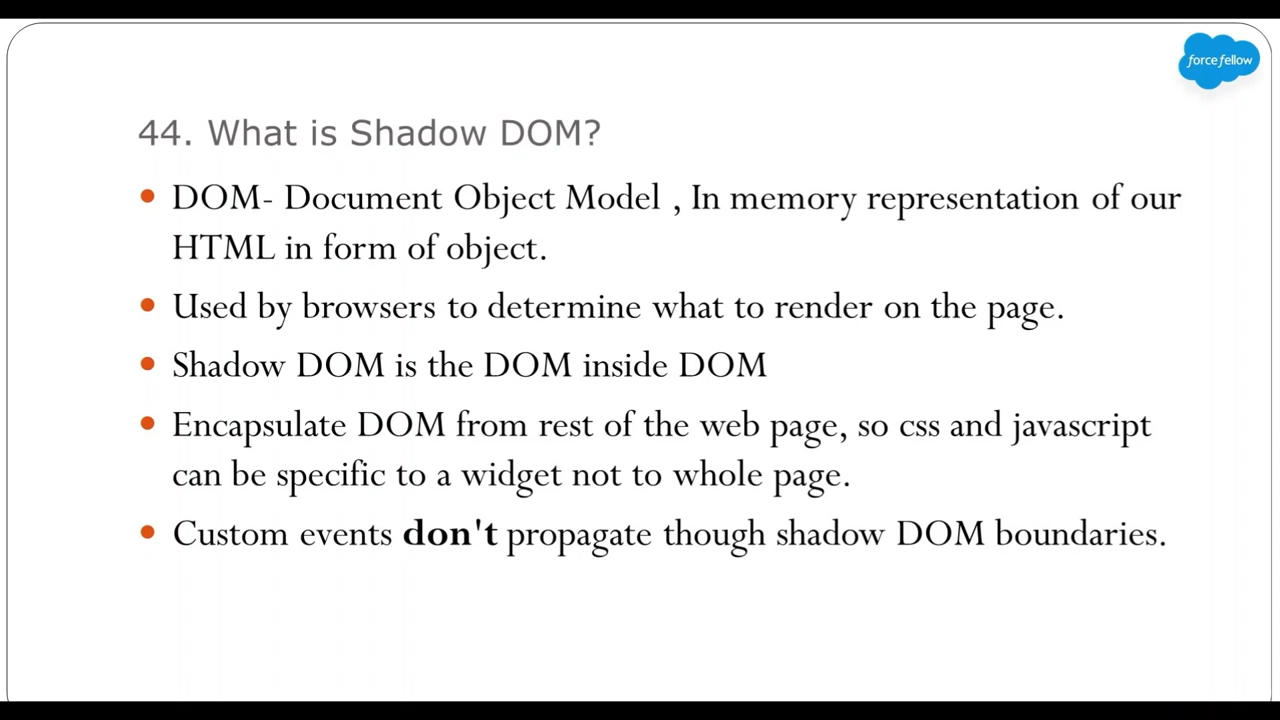 forcefellow
44. What is Shadow DOM?
DOM- Document Object Model , In memory representation of our
HTML in form of object.
Used by browsers to determine what to render on the page.
Shadow DOM is the DOM inside DOM
Encapsulate DOM from rest of the web page, so css and javascript
can be specific to a widget not to whole page.
Custom events don't propagate though shadow DOM boundaries.